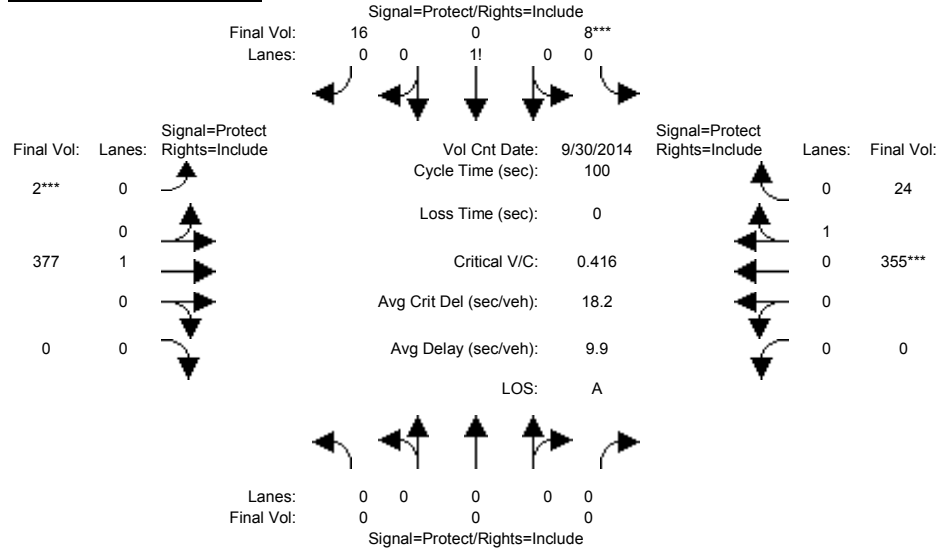 Signal=Protect/Rights=Include
Final Vol: 16 0 8***
Lanes: 0 0 1! 0 0
Signal=Protect Signal=Protect
Final Vol: Lanes: Rights=Include Vol Cnt Date: 9/30/2014 Rights=Include Lanes: Final Vol:
Cycle Time (sec): 100
2*** 0 0 24
Loss Time (sec): 0
0 1
377 1 Critical V/C: 0.416 0 355***
0 Avg Crit Del (sec/veh): 18.2 0
0 0 Avg Delay (sec/veh): 9.9 0 0
LOS: A
Lanes: 0 0 0 0 0
Final Vol: 0 0 0
Signal=Protect/Rights=Include